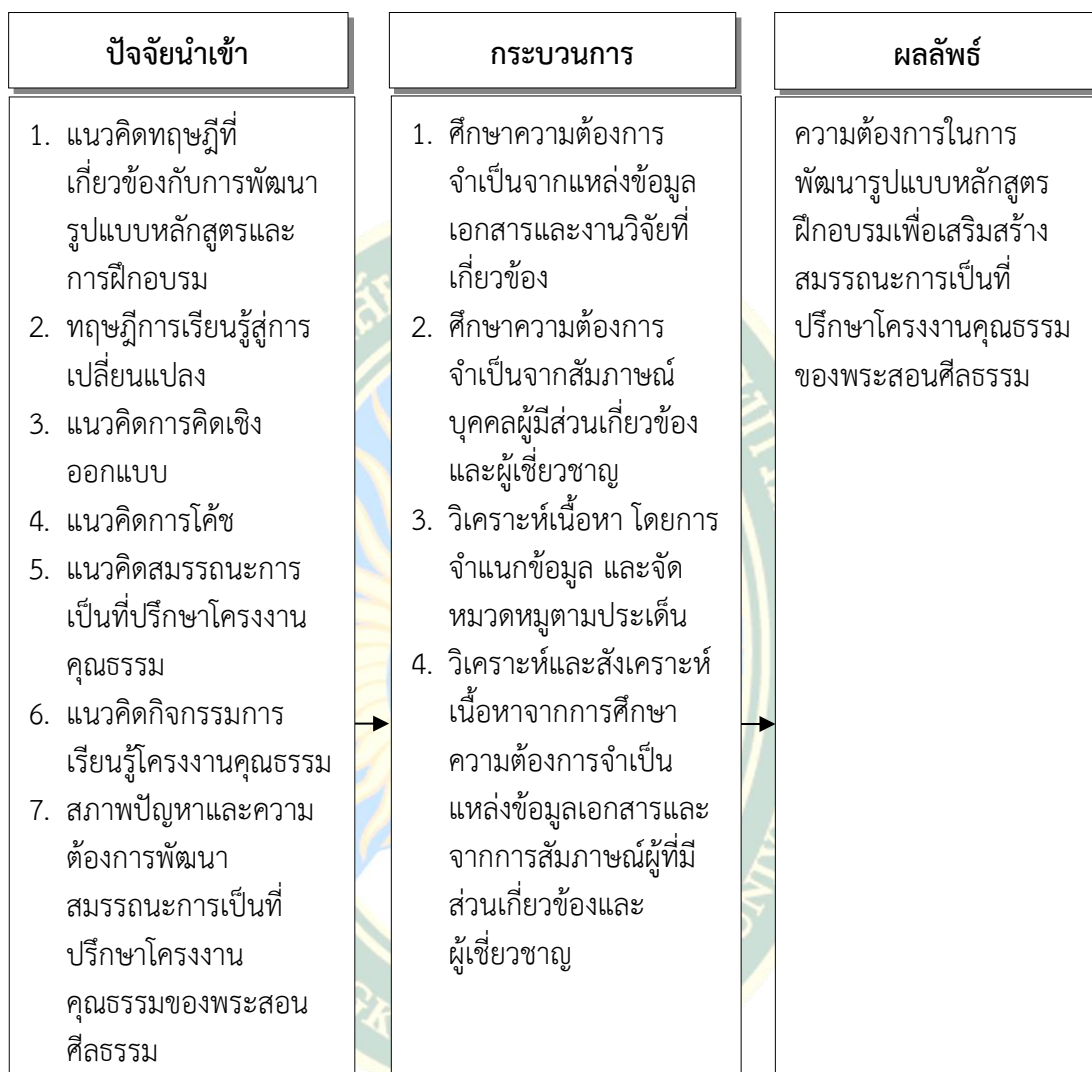 ปัจจัยนำเข้า
1. แนวคิดทฤษฎีที่
เกี่ยวข้องกับการพัฒนา
รูปแบบหลักสูตรและ
การฝึกอบรม
2. ทฤษฎีการเรียนรู้สู่การ
เปลี่ยนแปลง
3. แนวคิดการคิดเชิง
ออกแบบ
4. แนวคิดการโค้ช
5. แนวคิดสมรรถนะการ
เป็นที่ปรึกษาโครงงาน
คุณธรรม
6. แนวคิดกิจกรรมการ
เรียนรู้โครงงานคุณธรรม
7. สภาพปัญหาและความ
ต้องการพัฒนา
สมรรถนะการเป็นที่
ปรึกษาโครงงาน
คุณธรรมของพระสอน
ศีลธรรม
กระบวนการ
1. ศึกษาความต้องการ
จำเป็นจากแหล่งข้อมูล
เอกสารและงานวิจัยที่
เกี่ยวข้อง
2. ศึกษาความต้องการ
จำเป็นจากสัมภาษณ์
บุคคลผู้มีส่วนเกี่ยวข้อง
และผู้เชี่ยวชาญ
3. วิเคราะห์เนื้อหา โดยการ
จำแนกข้อมูล และจัด
หมวดหมู่ตามประเด็น
4. วิเคราะห์และสังเคราะห์
เนื้อหาจากการศึกษา
ความต้องการจำเป็น
แหล่งข้อมูลเอกสารและ
จากการสัมภาษณ์ผู้ที่มี
ส่วนเกี่ยวข้องและ
ผู้เชี่ยวชาญ
ผลลัพธ์
ความต้องการในการ
พัฒนารูปแบบหลักสูตร
ฝึกอบรมเพื่อเสริมสร้าง
สมรรถนะการเป็นที่
ปรึกษาโครงงานคุณธรรม
ของพระสอนศีลธรรม